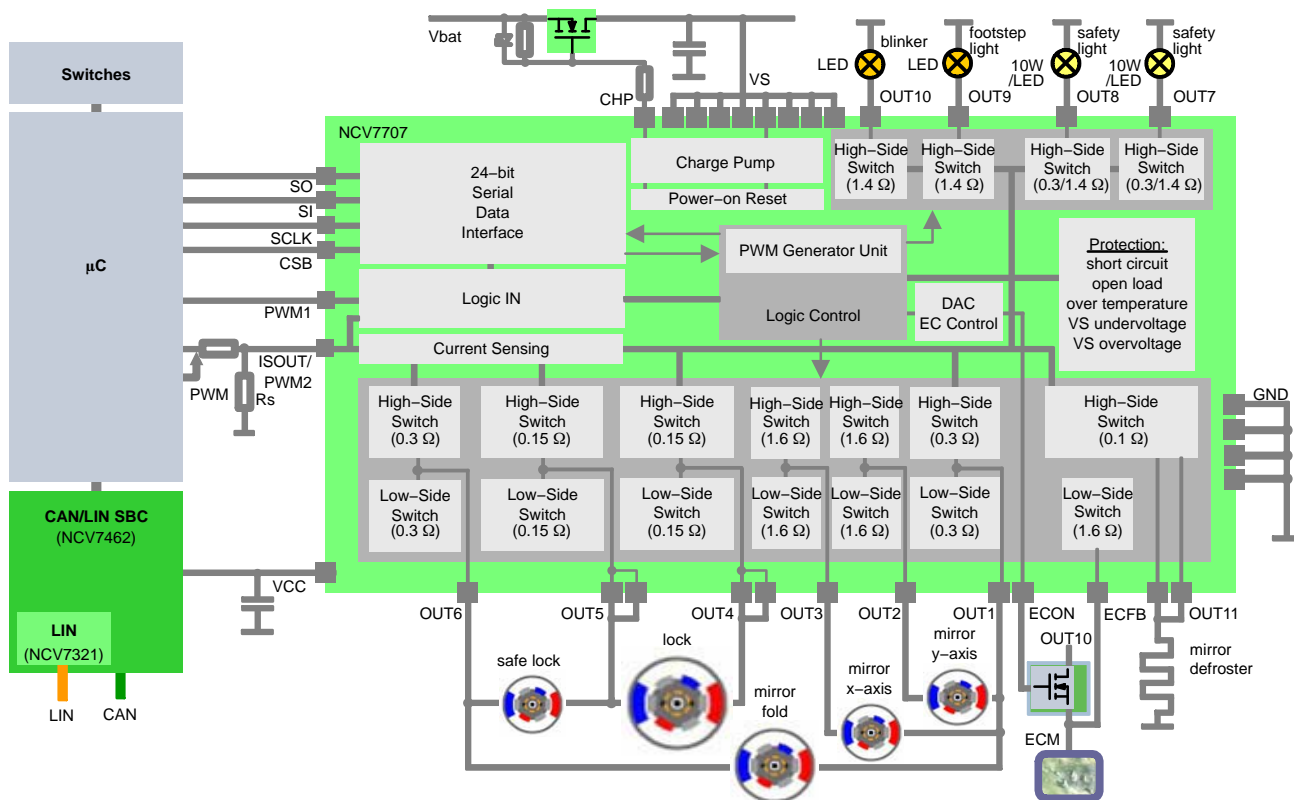 Vbat
CHP
VS
blinker
LED
OUT10
footstep
light
LED
OUT9
safety
light
10W
/LED
OUT8
safety
light
10W
/LED
OUT7
Switches
μC
NCV7707
SO
SI
SCLK
CSB
PWM1
ISOUT/
PWM2
PWM
Rs
24−bit
Serial
Data
Interface
Logic IN
Current Sensing
Charge Pump
Power−on Reset
High−Side
Switch
(1.4 Ω)
High−Side
Switch
(1.4 Ω)
High−Side
Switch
(0.3/1.4 Ω)
High−Side
Switch
(0.3/1.4 Ω)
PWM Generator Unit
Logic Control
DAC
EC Control
Protection:
short circuit
open load
over temperature
VS undervoltage
VS overvoltage
High−Side
Switch
(0.3 Ω)
High−Side
Switch
(0.15 Ω)
High−Side
Switch
(0.15 Ω)
High−Side
Switch
(1.6 Ω)
High−Side
Switch
(1.6 Ω)
High−Side
Switch
(0.3 Ω)
High−Side
Switch
(0.1 Ω)
GND
Low−Side
Switch
(0.3 Ω)
Low−Side
Switch
(0.15 Ω)
Low−Side
Switch
(0.15 Ω)
Low−Side
Switch
(1.6 Ω)
Low−Side
Switch
(1.6 Ω)
Low−Side
Switch
(0.3 Ω)
Low−Side
Switch
(1.6 Ω)
CAN/LIN SBC
(NCV7462)
VCC
LIN
(NCV7321)
LIN
CAN
OUT6
OUT5
OUT4
OUT3
OUT2
OUT1
ECON
ECFB
OUT11
safe lock
lock
mirror
fold
mirror
x−axis
mirror
y−axis
OUT10
ECM
mirror
defroster